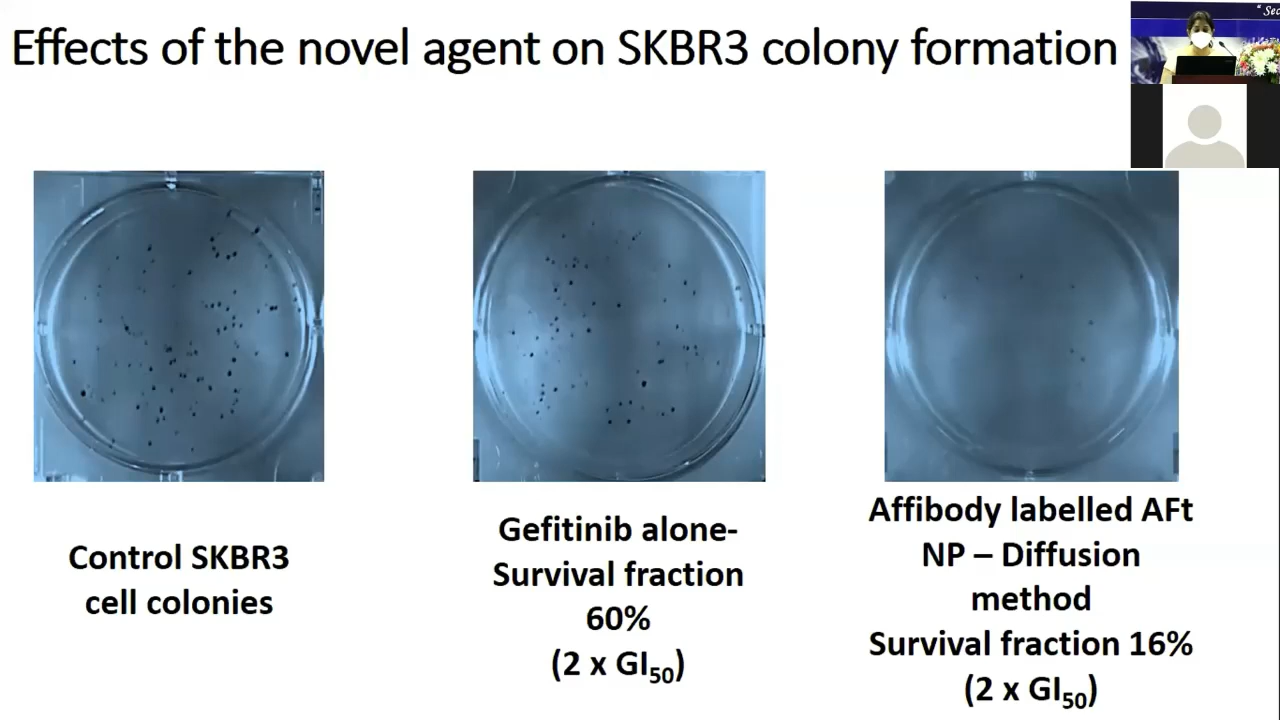 Effects of the novel agent on SKBR3 colony formation
" Sec
Control SKBR3
cell colonies
Gefitinib alone-
Survival fraction
60%
(2 x GI₅₀)
Affibody labelled AFt
NP – Diffusion
method
Survival fraction 16%
(2 x GI₅₀)